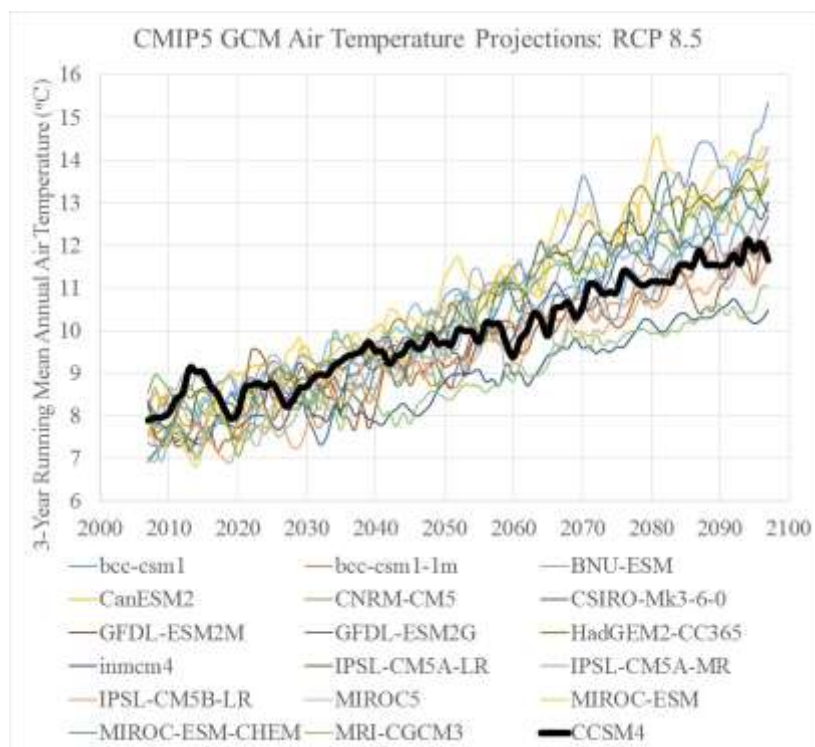 CMIP5 GCM Air Temperature Projections: RCP 8.5
3-Year Running Mean Annual Air Temperature (°C)
16
15
14
13
12
11
10
9
8
7
6
2000 2010 2020 2030 2040 2050 2060 2070 2080 2090 2100
bcc-csm1 bcc-csm1-1m BNU-ESM
CanESM2 CNRM-CM5 CSIRO-Mk3-6-0
GFDL-ESM2M GFDL-ESM2G HadGEM2-CC365
inmcm4 IPSL-CM5A-LR IPSL-CM5A-MR
IPSL-CM5B-LR MIROC5 MIROC-ESM
MIROC-ESM-CHEM MRI-CGCM3 CCSM4